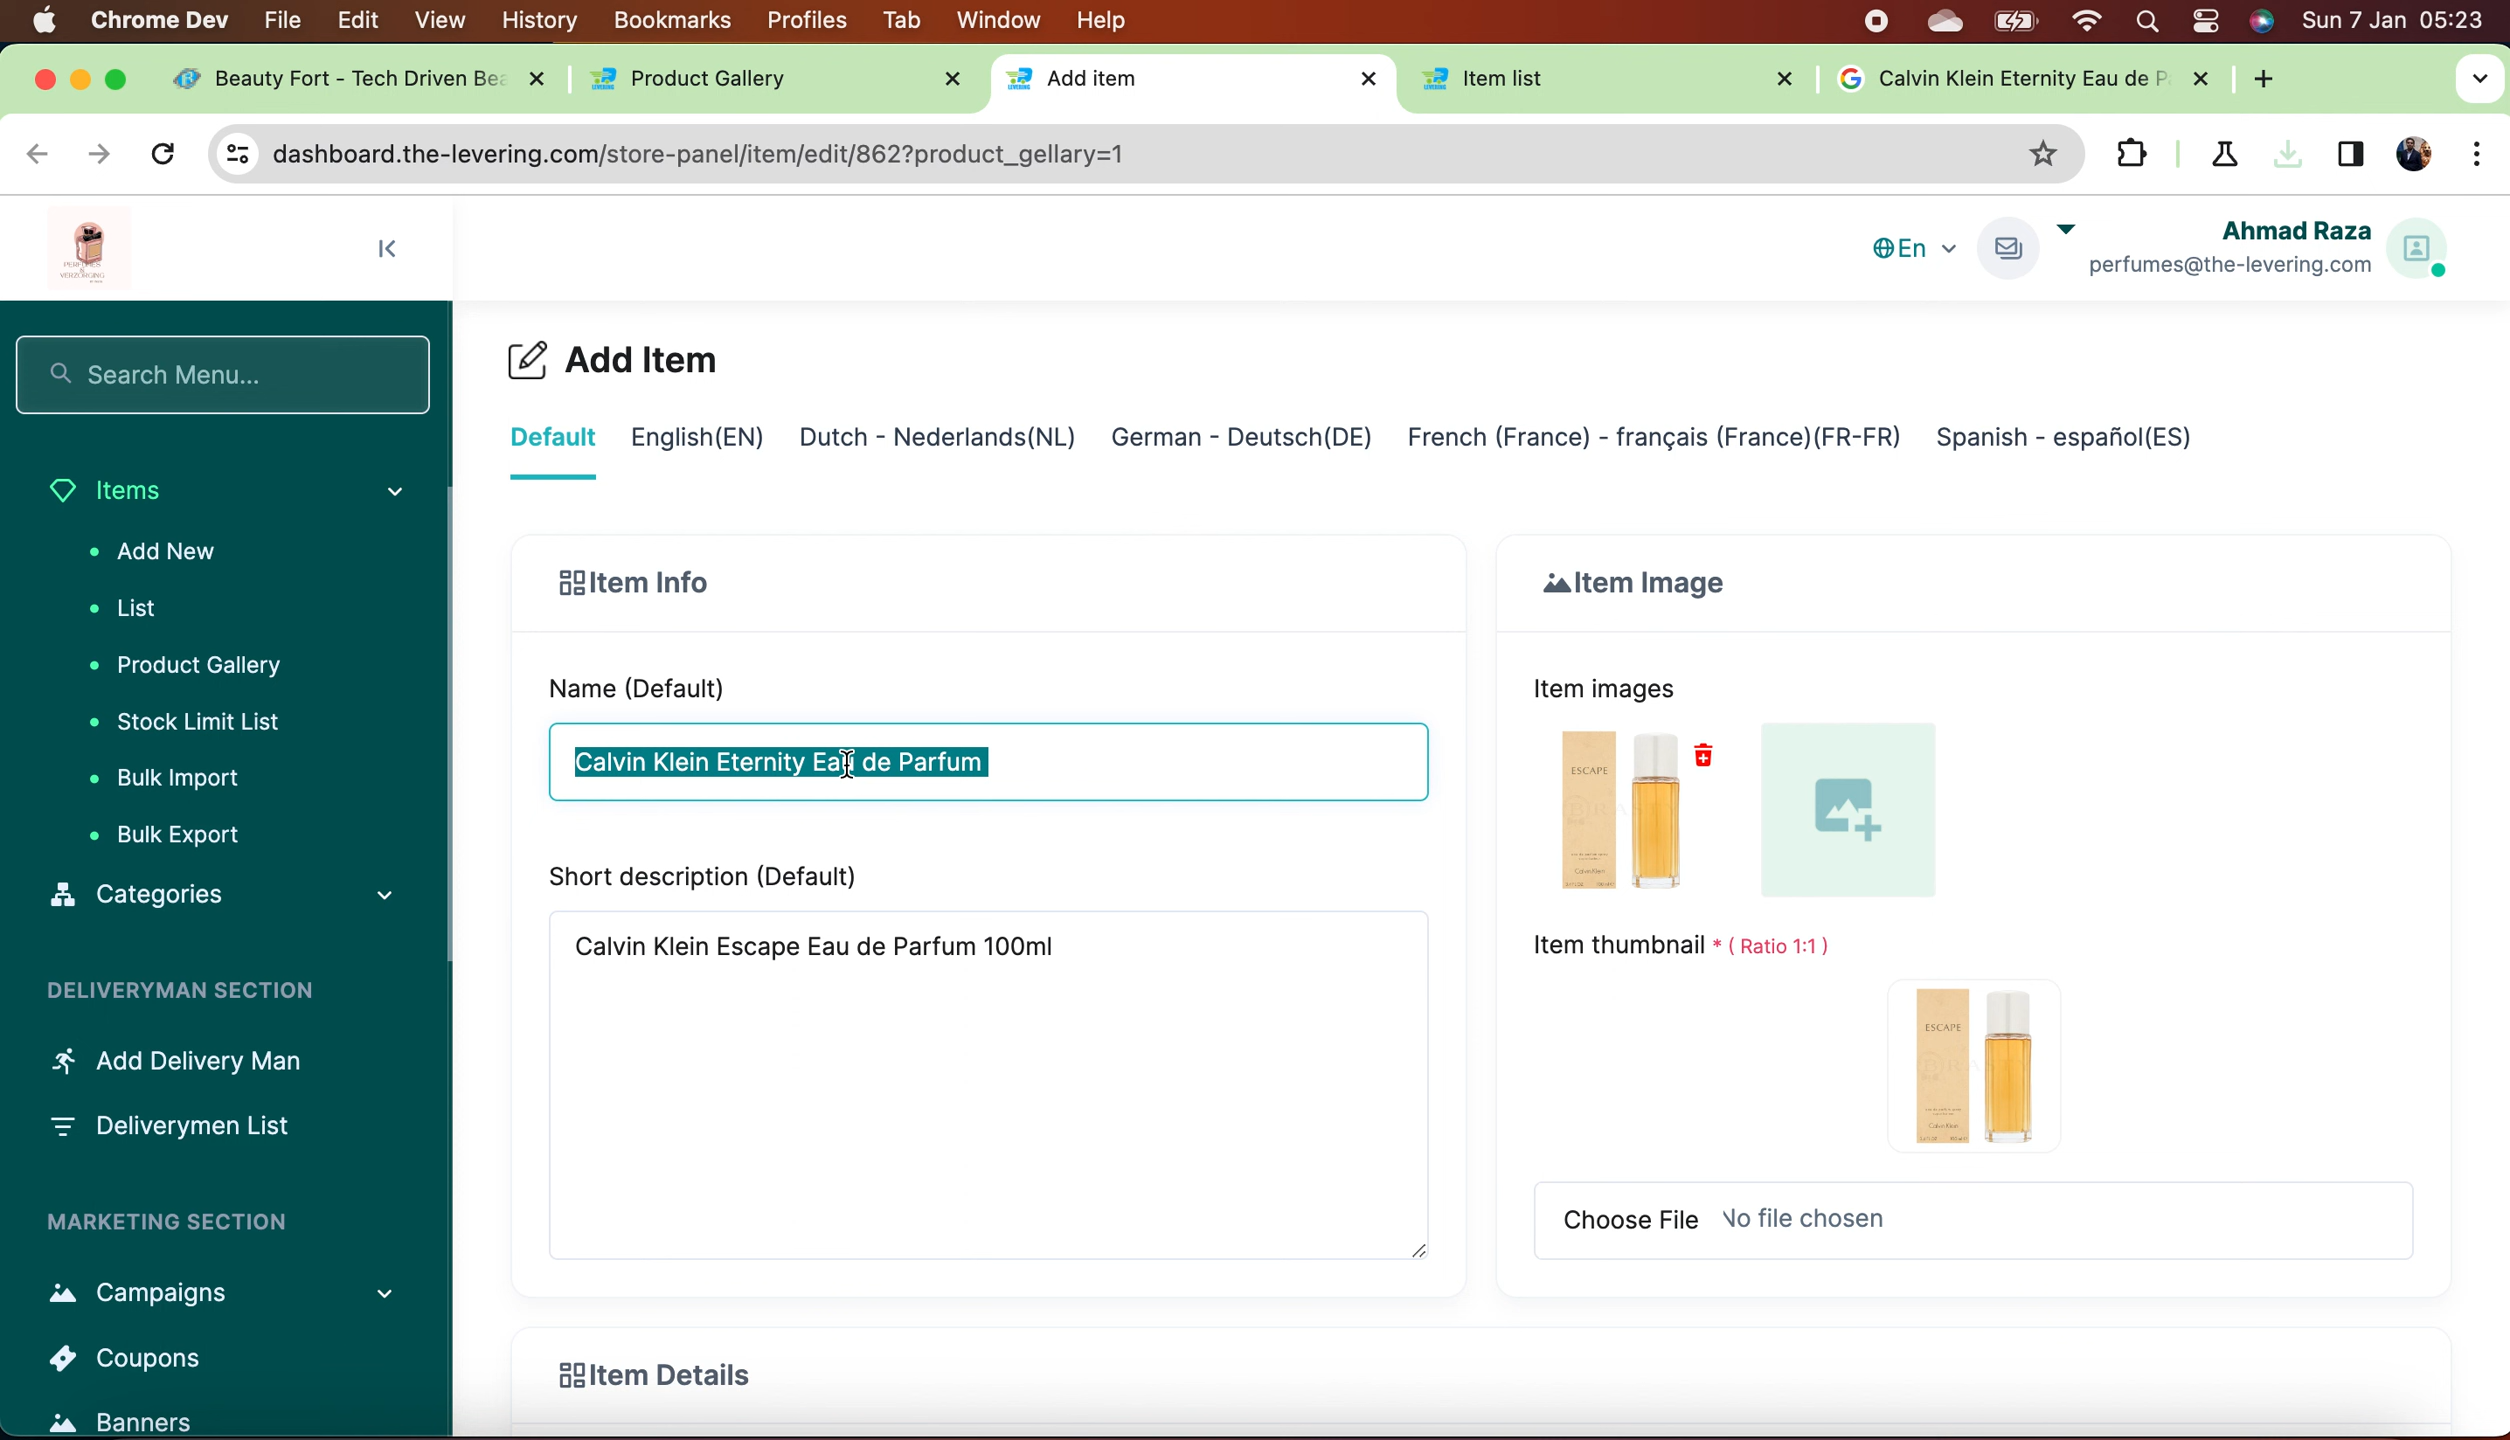 Chrome Dev File Edit View History Bookmarks Profiles Tab Window Help Sun 7 Jan 05:23
Beauty Fort - Tech Driven Bea Product Gallery Add item Item list Calvin Klein Eternity Eau de P
dashboard.the-levering.com/store-panel/item/edit/862?product_gellary=1
PERFUMES
&
VERZORGING
En
Ahmad Raza
perfumes@the-levering.com
Search Menu...
Items
Add New
List
Product Gallery
Stock Limit List
Bulk Import
Bulk Export
Categories
DELIVERYMAN SECTION
Add Delivery Man
Deliverymen List
MARKETING SECTION
Campaigns
Coupons
Banners
Add Item
Default English(EN) Dutch - Nederlands(NL) German - Deutsch(DE) French (France) - français (France)(FR-FR) Spanish - español(ES)
Item Info
Name (Default)
Calvin Klein Eternity Eau de Parfum
Short description (Default)
Calvin Klein Escape Eau de Parfum 100ml
Item Image
Item images
ESCAPE
Calvin Klein
Item thumbnail * ( Ratio 1:1 )
ESCAPE
Calvin Klein
Choose File No file chosen
Item Details